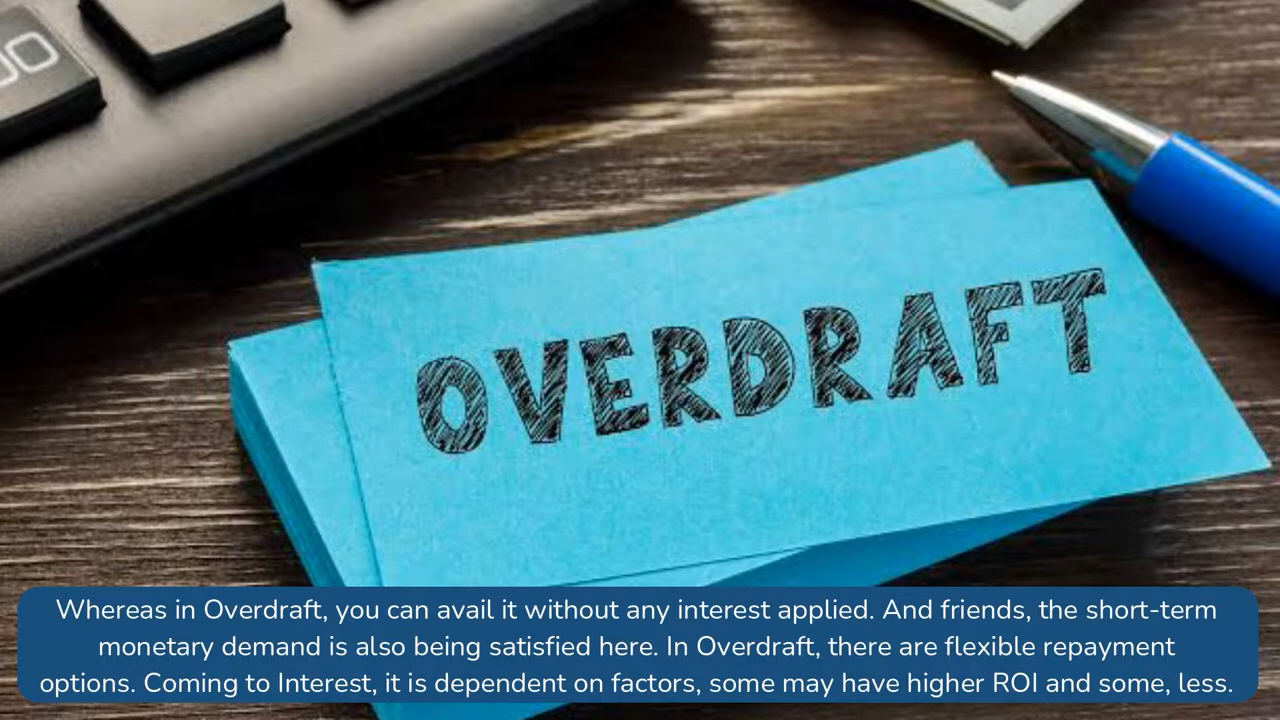 00
OVERDRAFT
Whereas in Overdraft, you can avail it without any interest applied. And friends, the short-term
monetary demand is also being satisfied here. In Overdraft, there are flexible repayment
options. Coming to Interest, it is dependent on factors, some may have higher ROI and some, less.